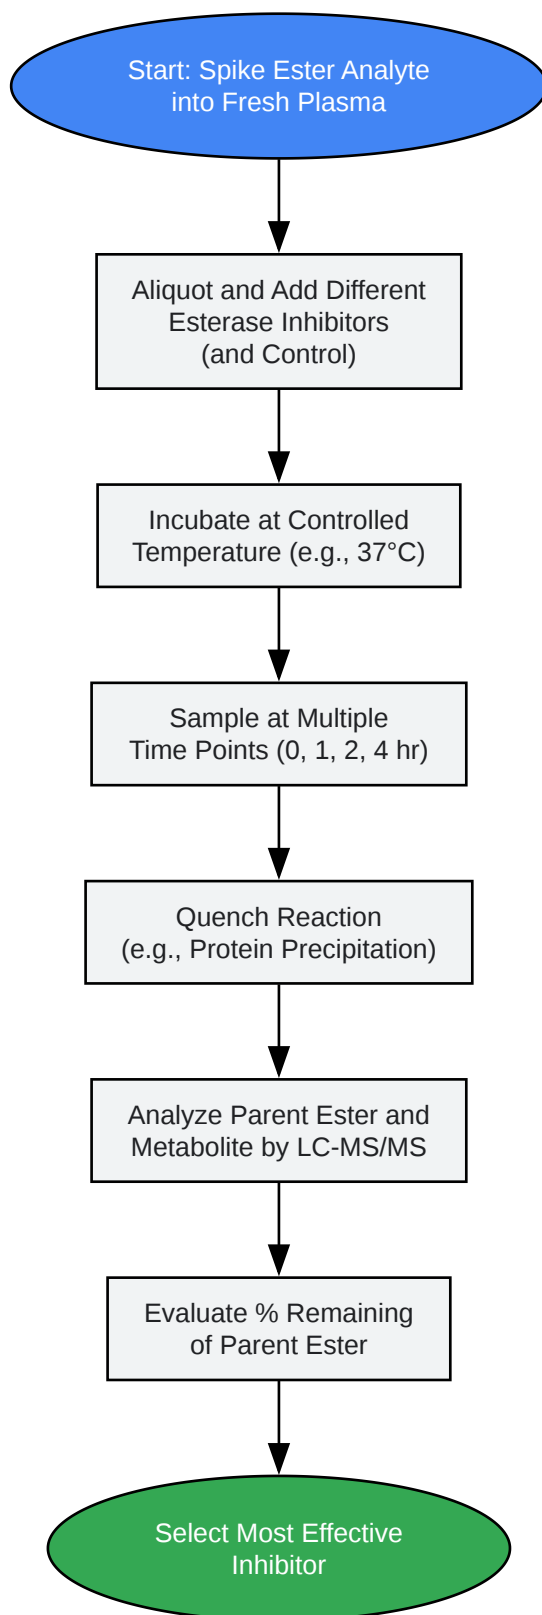 Start: Spike Ester Analyte
into Fresh Plasma
Aliquot and Add Different
Esterase Inhibitors
(and Control)
Incubate at Controlled
Temperature (e.g., 37°C)
Sample at Multiple
Time Points (0, 1, 2, 4 hr)
Quench Reaction
(e.g., Protein Precipitation)
Analyze Parent Ester and
Metabolite by LC-MS/MS
Evaluate % Remaining
of Parent Ester
Select Most Effective
Inhibitor